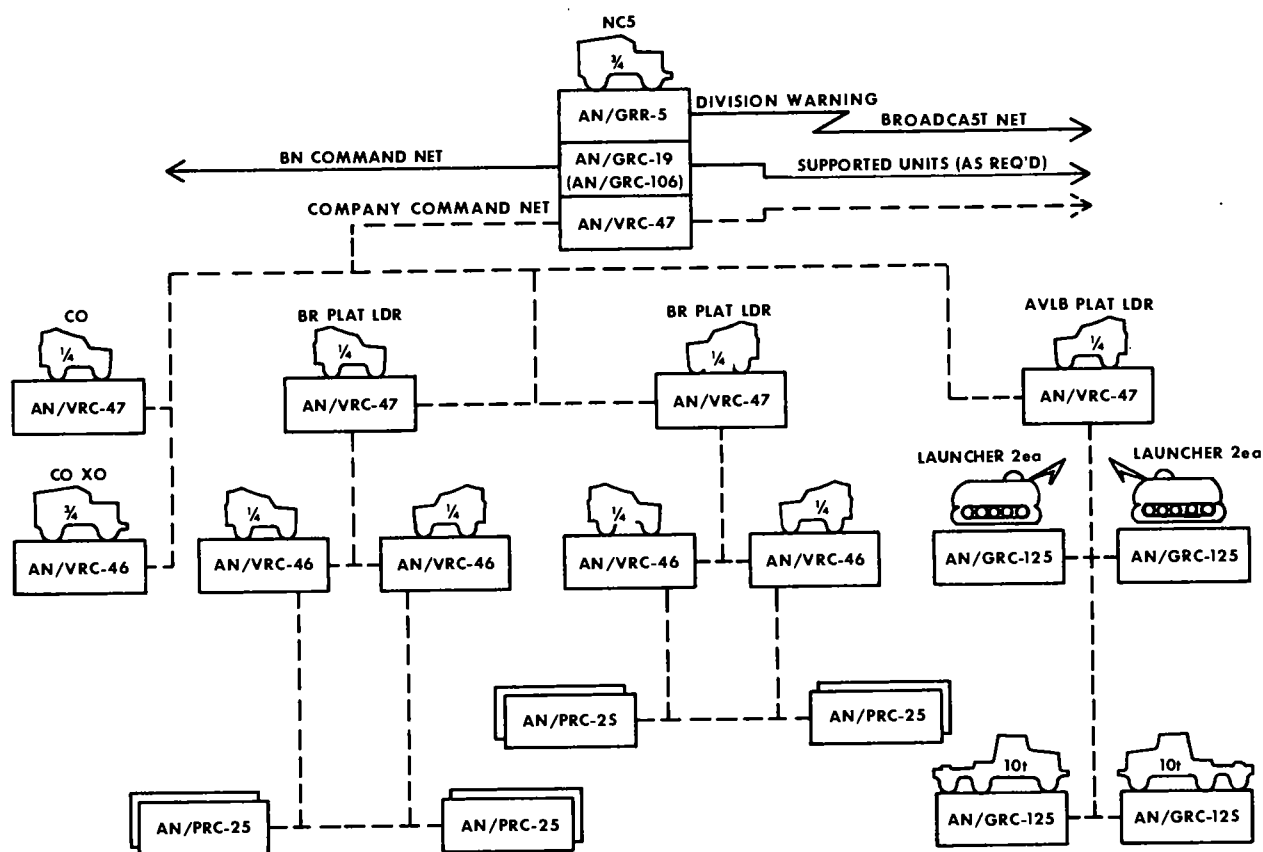 NC5
¾
AN/GRR-5
DIVISION WARNING
BROADCAST NET
BN COMMAND NET
AN/GRC-19
(AN/GRC-106)
SUPPORTED UNITS (AS REQ'D)
COMPANY COMMAND NET
AN/VRC-47
CO
¼
AN/VRC-47
BR PLAT LDR
¼
AN/VRC-47
BR PLAT LDR
¼
AN/VRC-47
AVLB PLAT LDR
¼
AN/VRC-47
CO XO
¾
AN/VRC-46
¼
AN/VRC-46
¼
AN/VRC-46
¼
AN/VRC-46
¼
AN/VRC-46
LAUNCHER 2ea
AN/GRC-125
LAUNCHER 2ea
AN/GRC-125
AN/PRC-25
AN/PRC-25
10t
AN/GRC-125
10t
AN/GRC-125
AN/PRC-25
AN/PRC-25